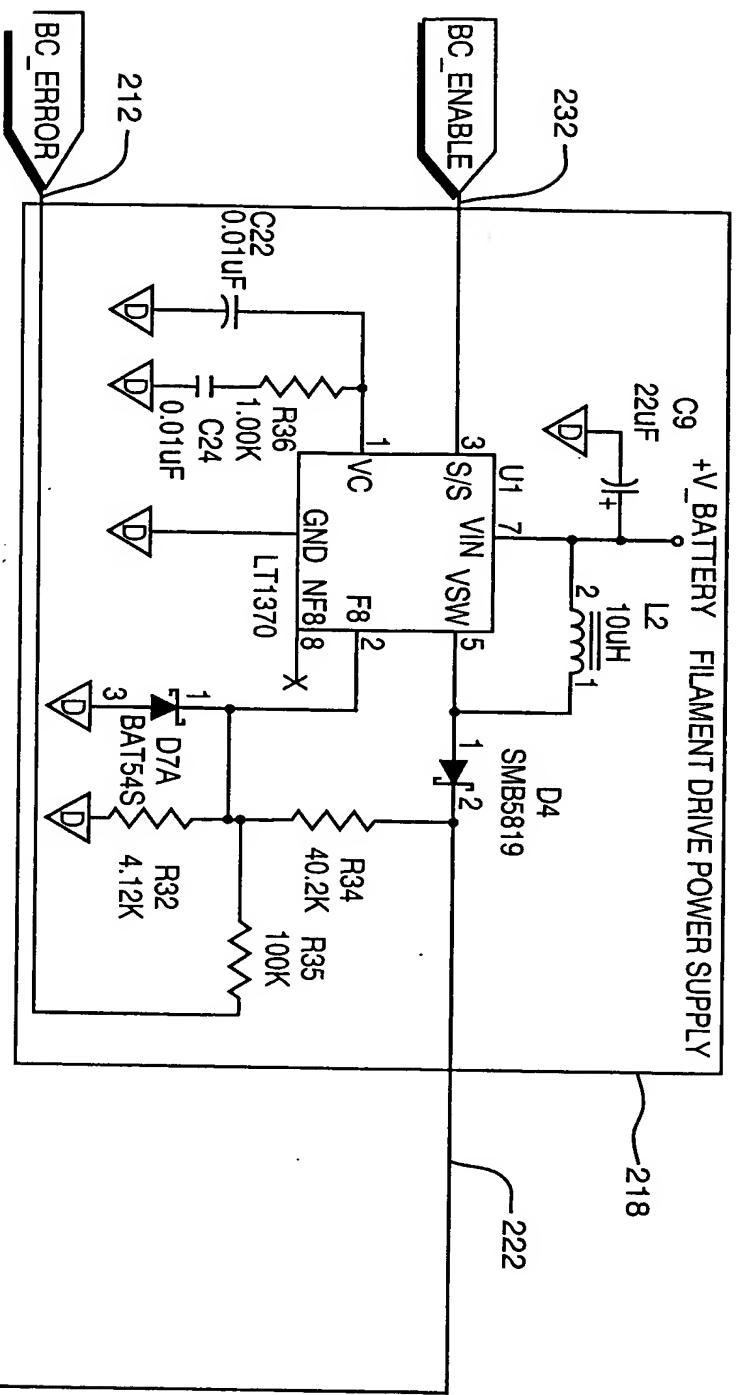 +V_BATTERY FILAMENT DRIVE POWER SUPPLY
218
C9
22uF
D
L2
10uH
2
1
232
BC_ENABLE
U1
7
VIN
3
S/S
VSW
5
1
VC
F8
2
GND
NF8
8
LT1370
D4
SMB5819
1
2
222
C22
0.01uF
D
R36
1.00K
C24
0.01uF
D
D
X
R34
40.2K
R35
100K
1
D7A
3
BAT54S
D
R32
4.12K
D
212
BC_ERROR